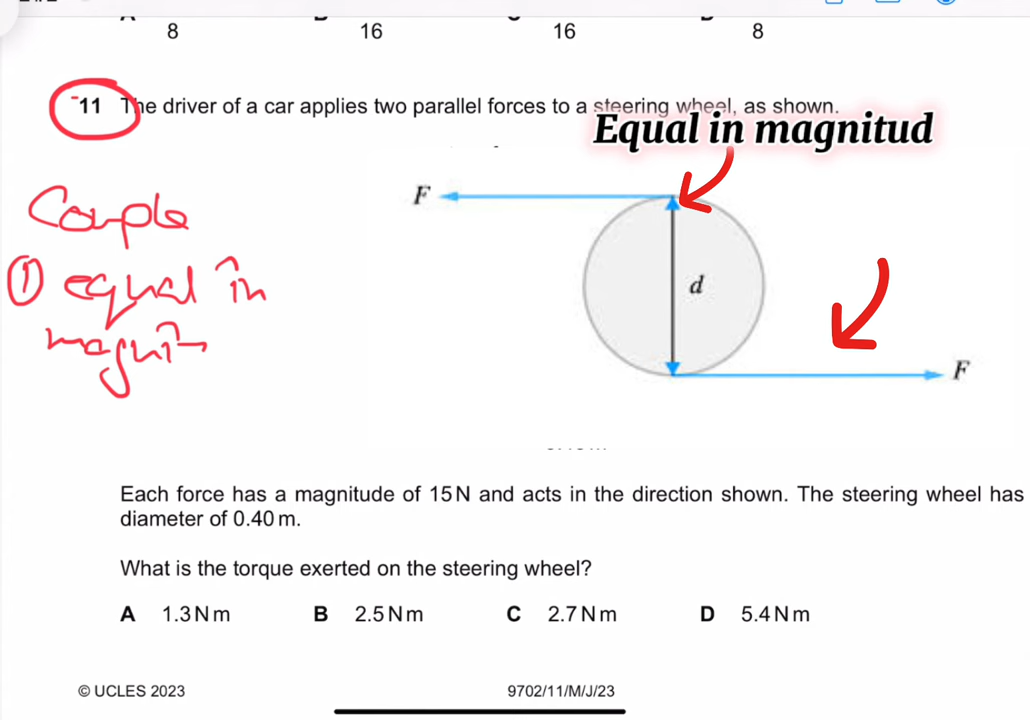 8 16 16 8
11 The driver of a car applies two parallel forces to a steering wheel, as shown.
Equal in magnitud
F
Couple
① equal in
magnit
d
F
Each force has a magnitude of 15 N and acts in the direction shown. The steering wheel has
diameter of 0.40 m.
What is the torque exerted on the steering wheel?
A 1.3 N m B 2.5 N m C 2.7 N m D 5.4 N m
© UCLES 2023 9702/11/M/J/23